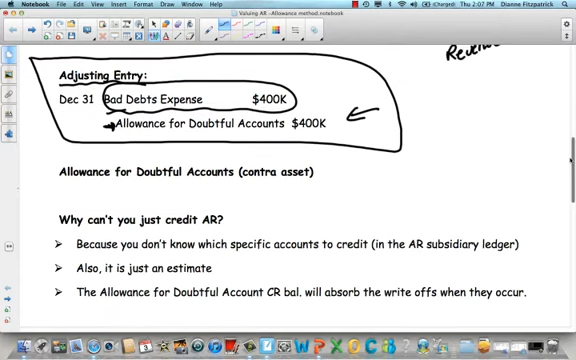 Notebook File Edit View Insert Format Draw Window Help
Thu 2:07 PM Dianne Fitzpatrick
Valuing AR - Allowance method.notebook
Adjusting Entry:
Dec 31 Bad Debts Expense $400K
Allowance for Doubtful Accounts $400K
Allowance for Doubtful Accounts (contra asset)
Why can't you just credit AR?
➤ Because you don't know which specific accounts to credit (in the AR subsidiary ledger)
➤ Also, it is just an estimate
➤ The Allowance for Doubtful Account CR bal. will absorb the write offs when they occur.